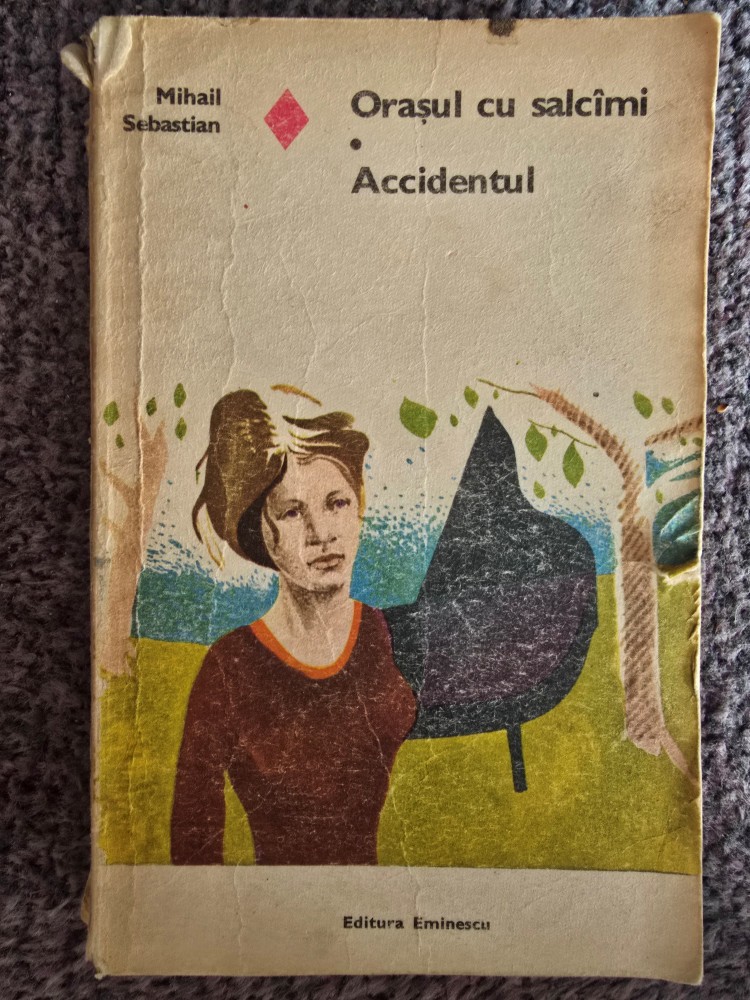 Mihail
Sebastian
Orașul cu salcîmi
•
Accidentul
Editura Eminescu